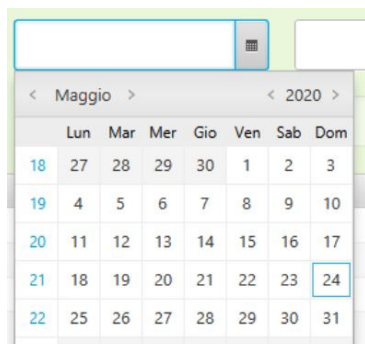 < Maggio > < 2020 >
Lun Mar Mer Gio Ven Sab Dom
18 27 28 29 30 1 2 3
19 4 5 6 7 8 9 10
20 11 12 13 14 15 16 17
21 18 19 20 21 22 23 24
22 25 26 27 28 29 30 31